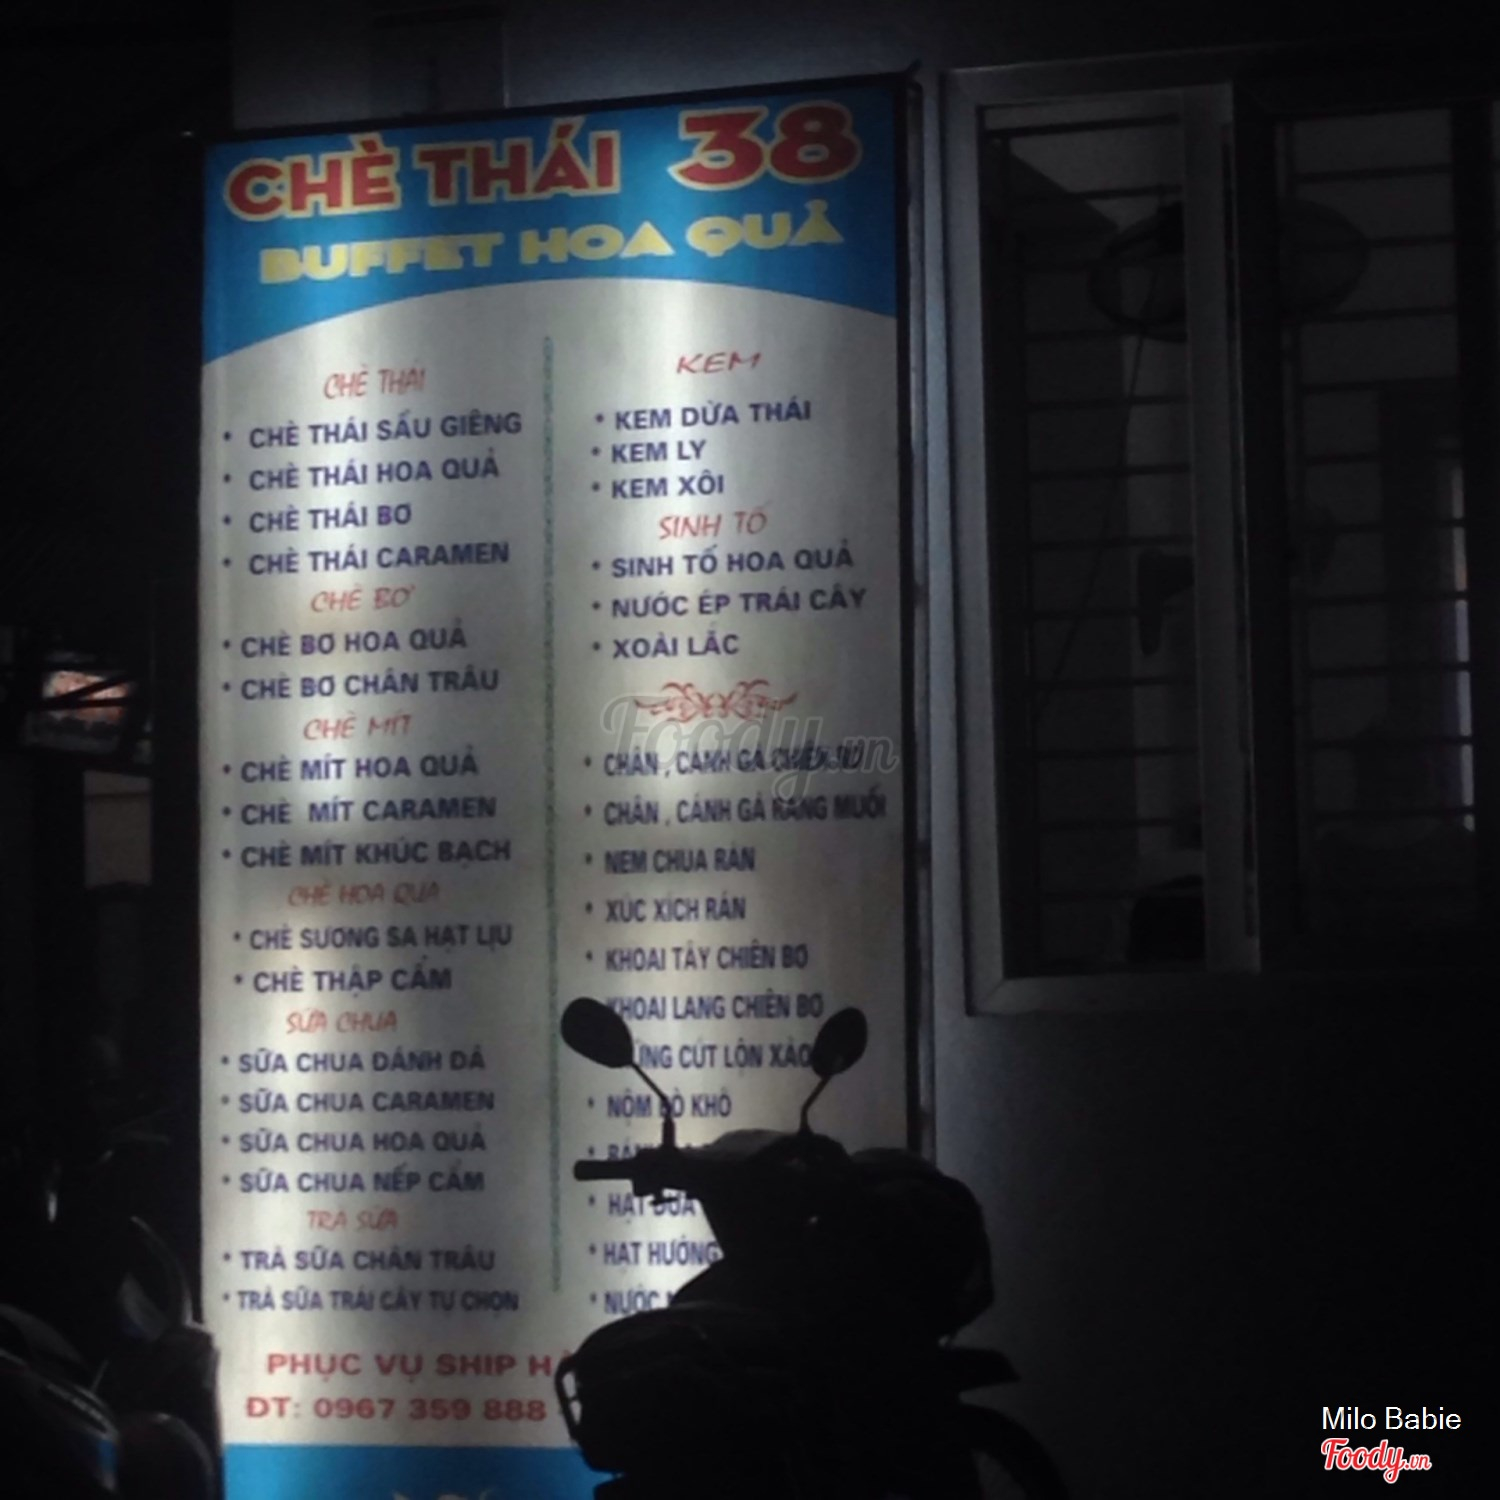 CHÈ THÁI 38
BUFFET HOA QUẢ
CHÈ THÁI
• CHÈ THÁI SẦU GIÊNG
• CHÈ THÁI HOA QUẢ
• CHÈ THÁI BƠ
• CHÈ THÁI CARAMEN
CHÈ BƠ
• CHÈ BƠ HOA QUẢ
• CHÈ BƠ CHÂN TRÂU
CHÈ MÍT
• CHÈ MÍT HOA QUẢ
• CHÈ MÍT CARAMEN
• CHÈ MÍT KHÚC BẠCH
CHÈ HOA QUẢ
• CHÈ SƯƠNG SA HẠT LỰU
• CHÈ THẬP CẨM
SỮA CHUA
• SỮA CHUA ĐÁNH ĐÁ
• SỮA CHUA CARAMEN
• SỮA CHUA HOA QUẢ
• SỮA CHUA NẾP CẨM
TRÀ SỮA
• TRÀ SỮA CHÂN TRÂU
• TRÀ SỮA TRÁI CÂY TỰ CHỌN
KEM
• KEM DỪA THÁI
• KEM LY
• KEM XÔI
SINH TỐ
• SINH TỐ HOA QUẢ
• NƯỚC ÉP TRÁI CÂY
• XOÀI LẮC
• CHÂN , CÁNH GÀ CHIÊN
• CHÂN , CÁNH GÀ RANG MUỐI
• NEM CHUA RÁN
• XÚC XÍCH RÁN
• KHOAI TÂY CHIÊN BƠ
KHOAI LANG CHIÊN BƠ
CÚT LỘN XÀO
• NỘM BÒ KHÔ
• HẠT DƯA
• HẠT HƯỚNG
• NƯỚC
PHỤC VỤ SHIP
ĐT: 0967 359 888
Foody.vn
Milo Babie
Foody.vn